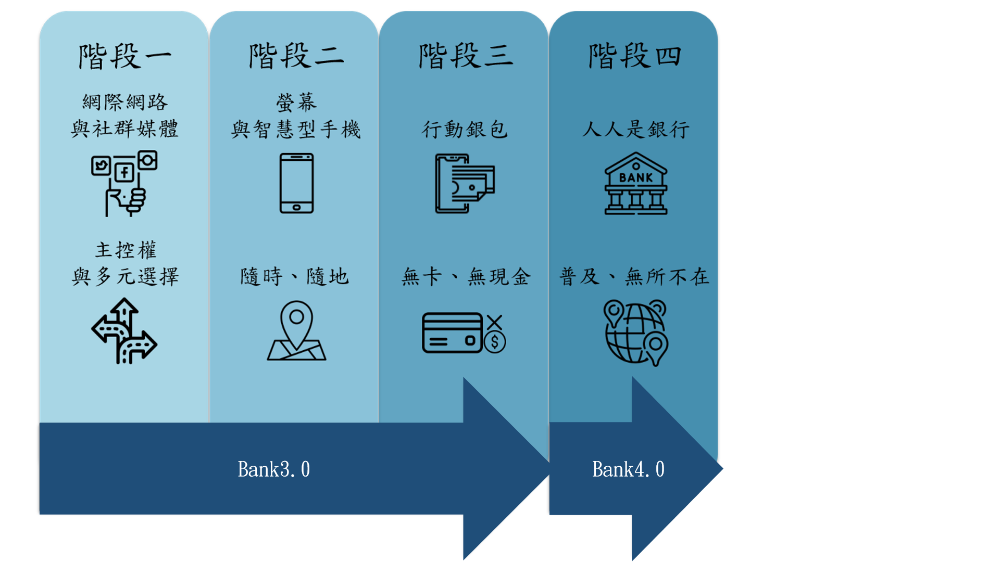 階段一
網際網路
與社群媒體
主控權
與多元選擇
階段二
螢幕
與智慧型手機
隨時、隨地
階段三
行動銀包
無卡、無現金
階段四
人人是銀行
BANK
普及、無所不在
Bank3.0
Bank4.0